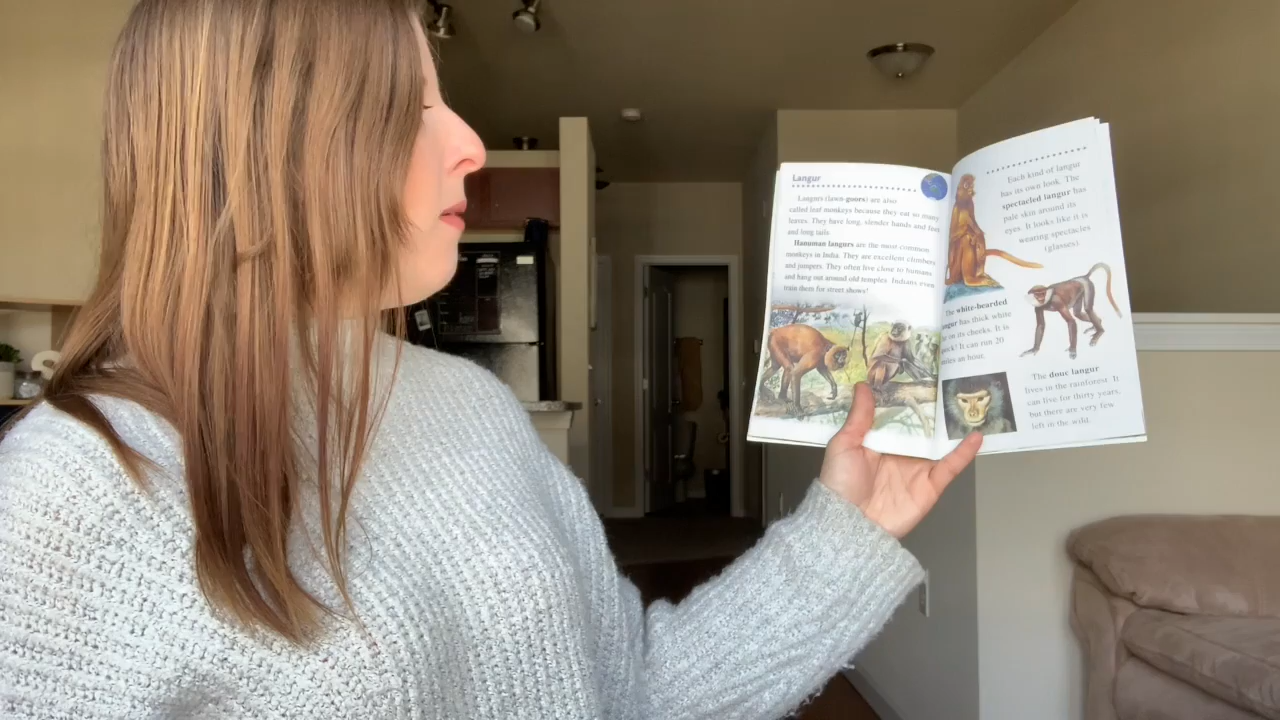 Langur
Langurs (lawn-goors) are also
called leaf monkeys because they eat so many
leaves. They have long, slender hands and feet
and long tails.
Hanuman langurs are the most common
monkeys in India. They are excellent climbers
and jumpers. They often live close to humans
and hang out around old temples. Indians even
train them for street shows!
Each kind of langur
has its own look. The
spectacled langur has
pale skin around its
eyes. It looks like it is
wearing spectacles
(glasses).
The white-bearded
langur has thick white
on its cheeks. It is
quick! It can run 20
miles an hour.
The douc langur
lives in the rainforest. It
can live for thirty years,
but there are very few
left in the wild.